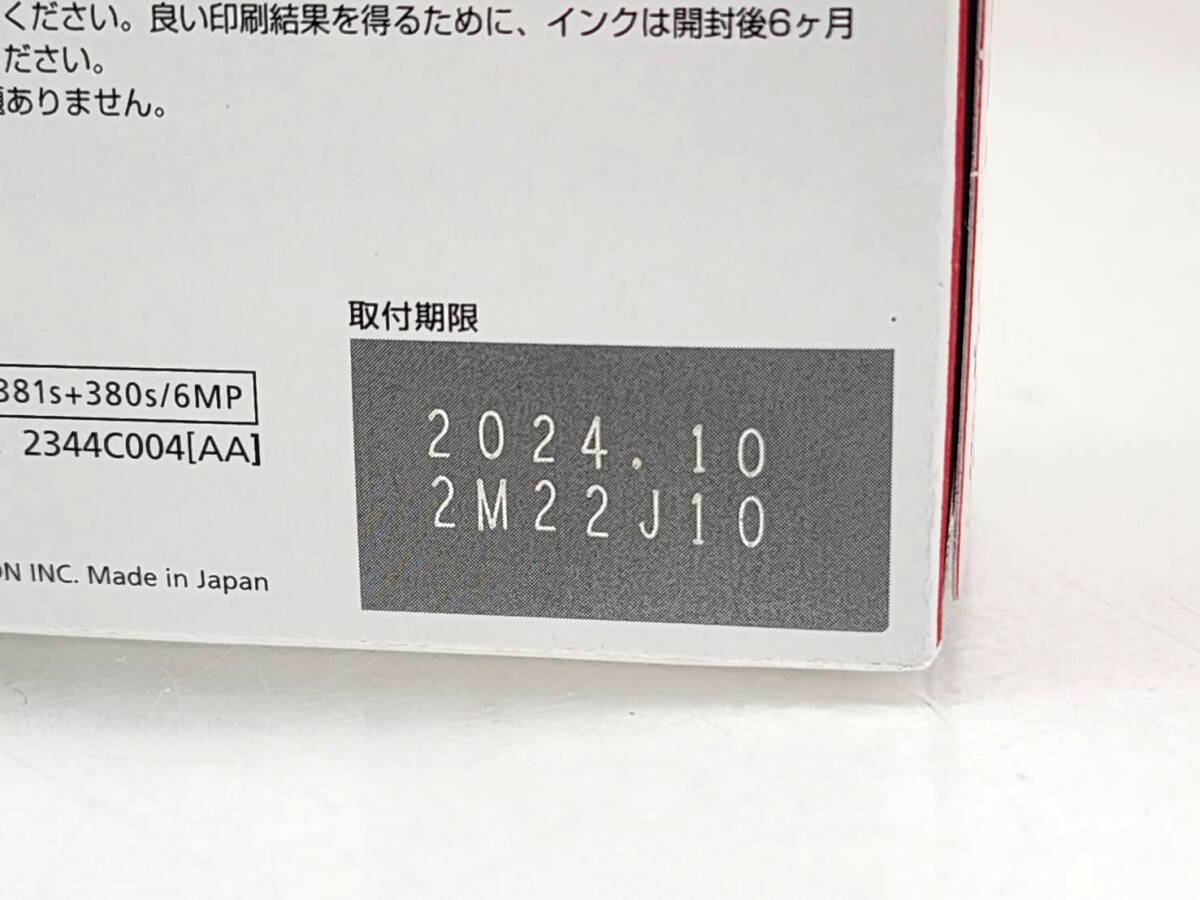 ください。良い印刷結果を得るために、インクは開封後6ヶ月
ださい。
題ありません。
取付期限
381s+380s/6MP
2344C004[AA]
2024.10
2M22J10
ON INC. Made in Japan